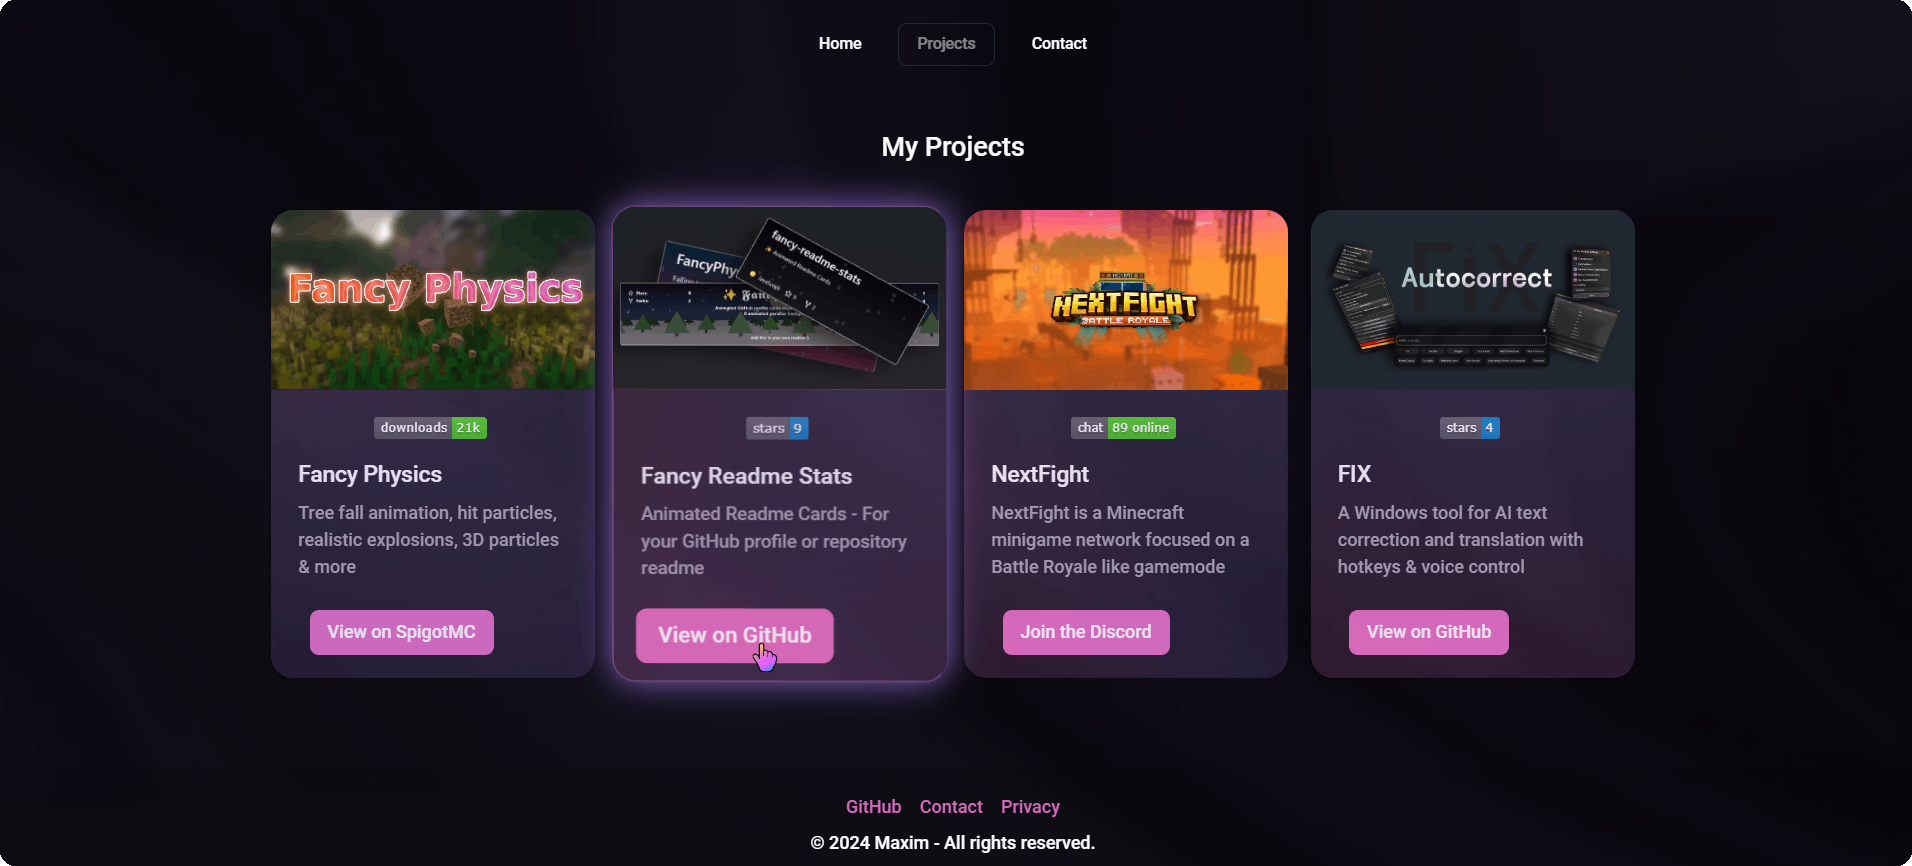 Home
Projects
Contact
My Projects
Fancy Physics
downloads 21k
Fancy Physics
Tree fall animation, hit particles,
realistic explosions, 3D particles
& more
View on SpigotMC
FancyPhy
fancy-readme-stats
Animated Readme Cards
stars 9
Fancy Readme Stats
Animated Readme Cards - For
your GitHub profile or repository
readme
View on GitHub
NEXTFIGHT
BATTLE ROYALE
chat 89 online
NextFight
NextFight is a Minecraft
minigame network focused on a
Battle Royale like gamemode
Join the Discord
FiX
Autocorrect
stars 4
FIX
A Windows tool for AI text
correction and translation with
hotkeys & voice control
View on GitHub
GitHub Contact Privacy
© 2024 Maxim - All rights reserved.